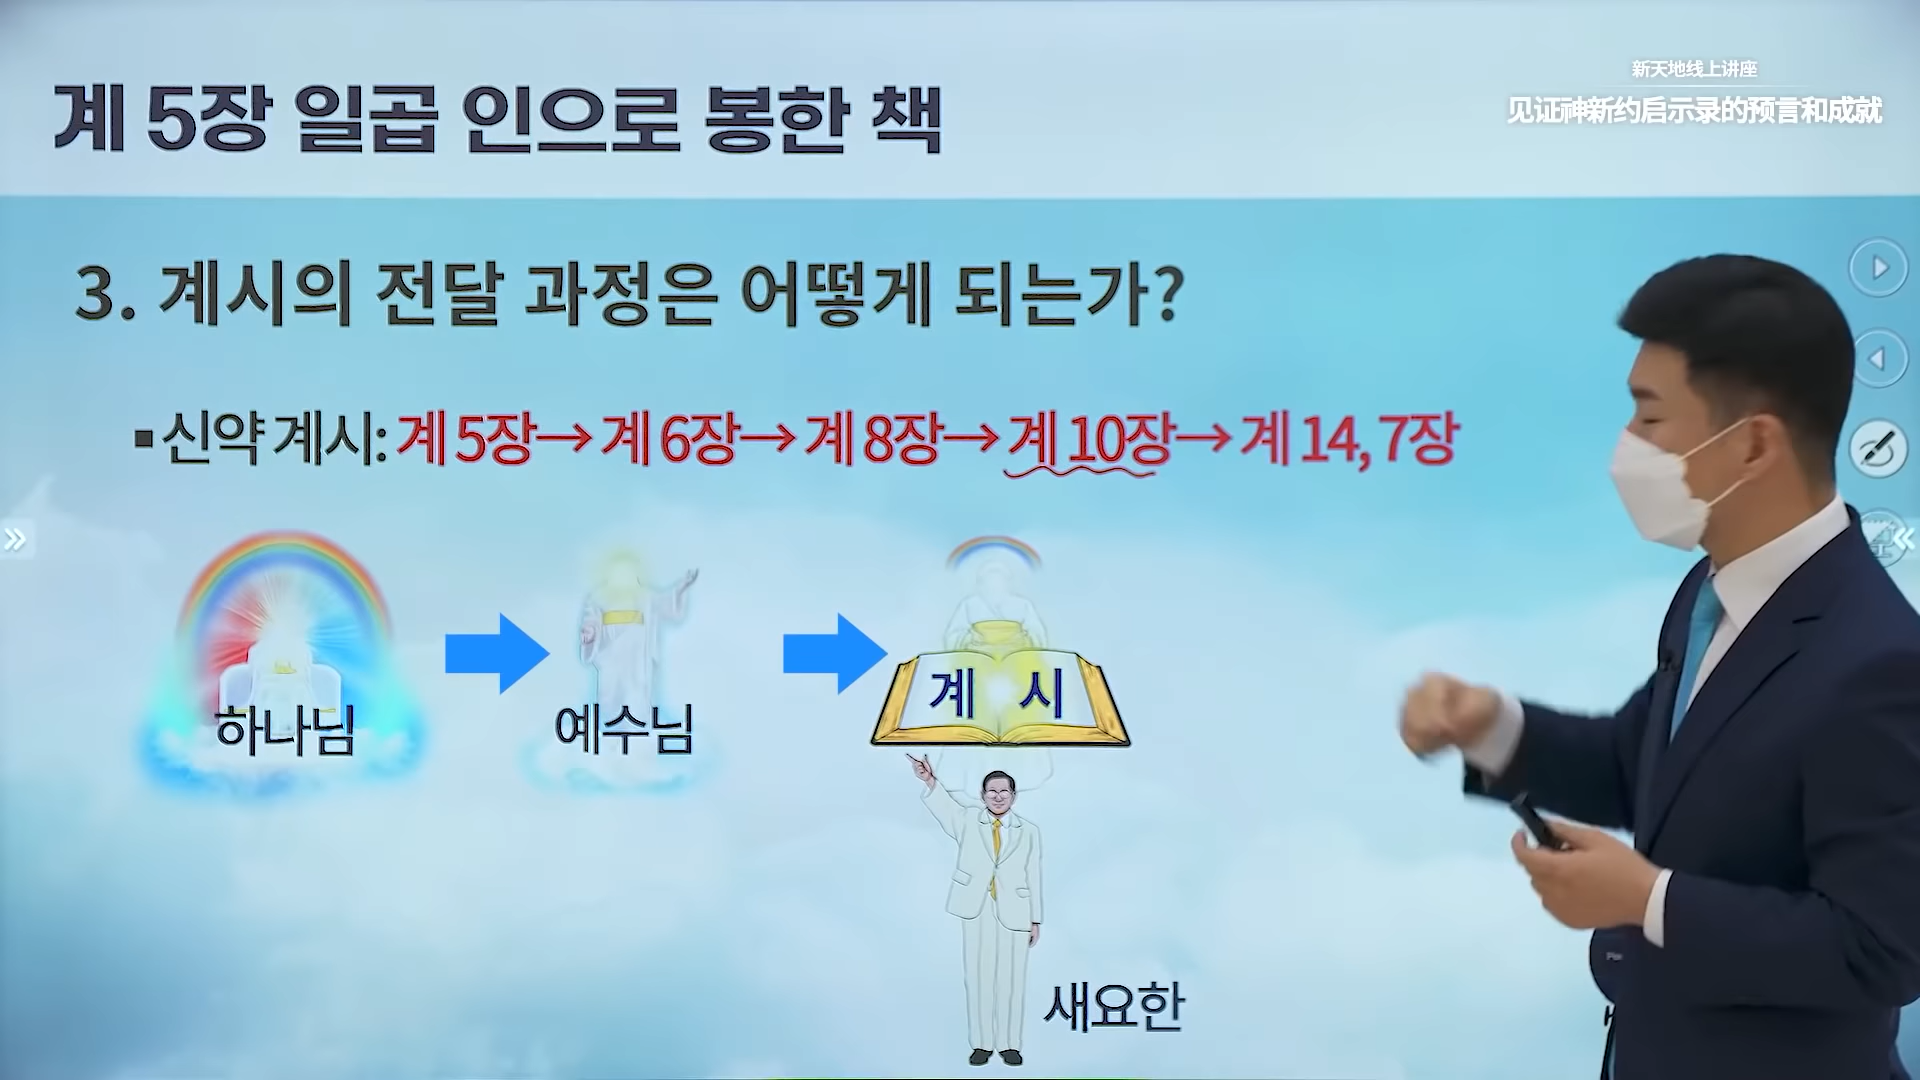 新天地线上讲座
见证神新约启示录的预言和成就
계 5장 일곱 인으로 봉한 책
3. 계시의 전달 과정은 어떻게 되는가?
▪신약 계시: 계 5장→계 6장→계 8장→계 10장→계 14, 7장
계 시
하나님
예수님
새요한